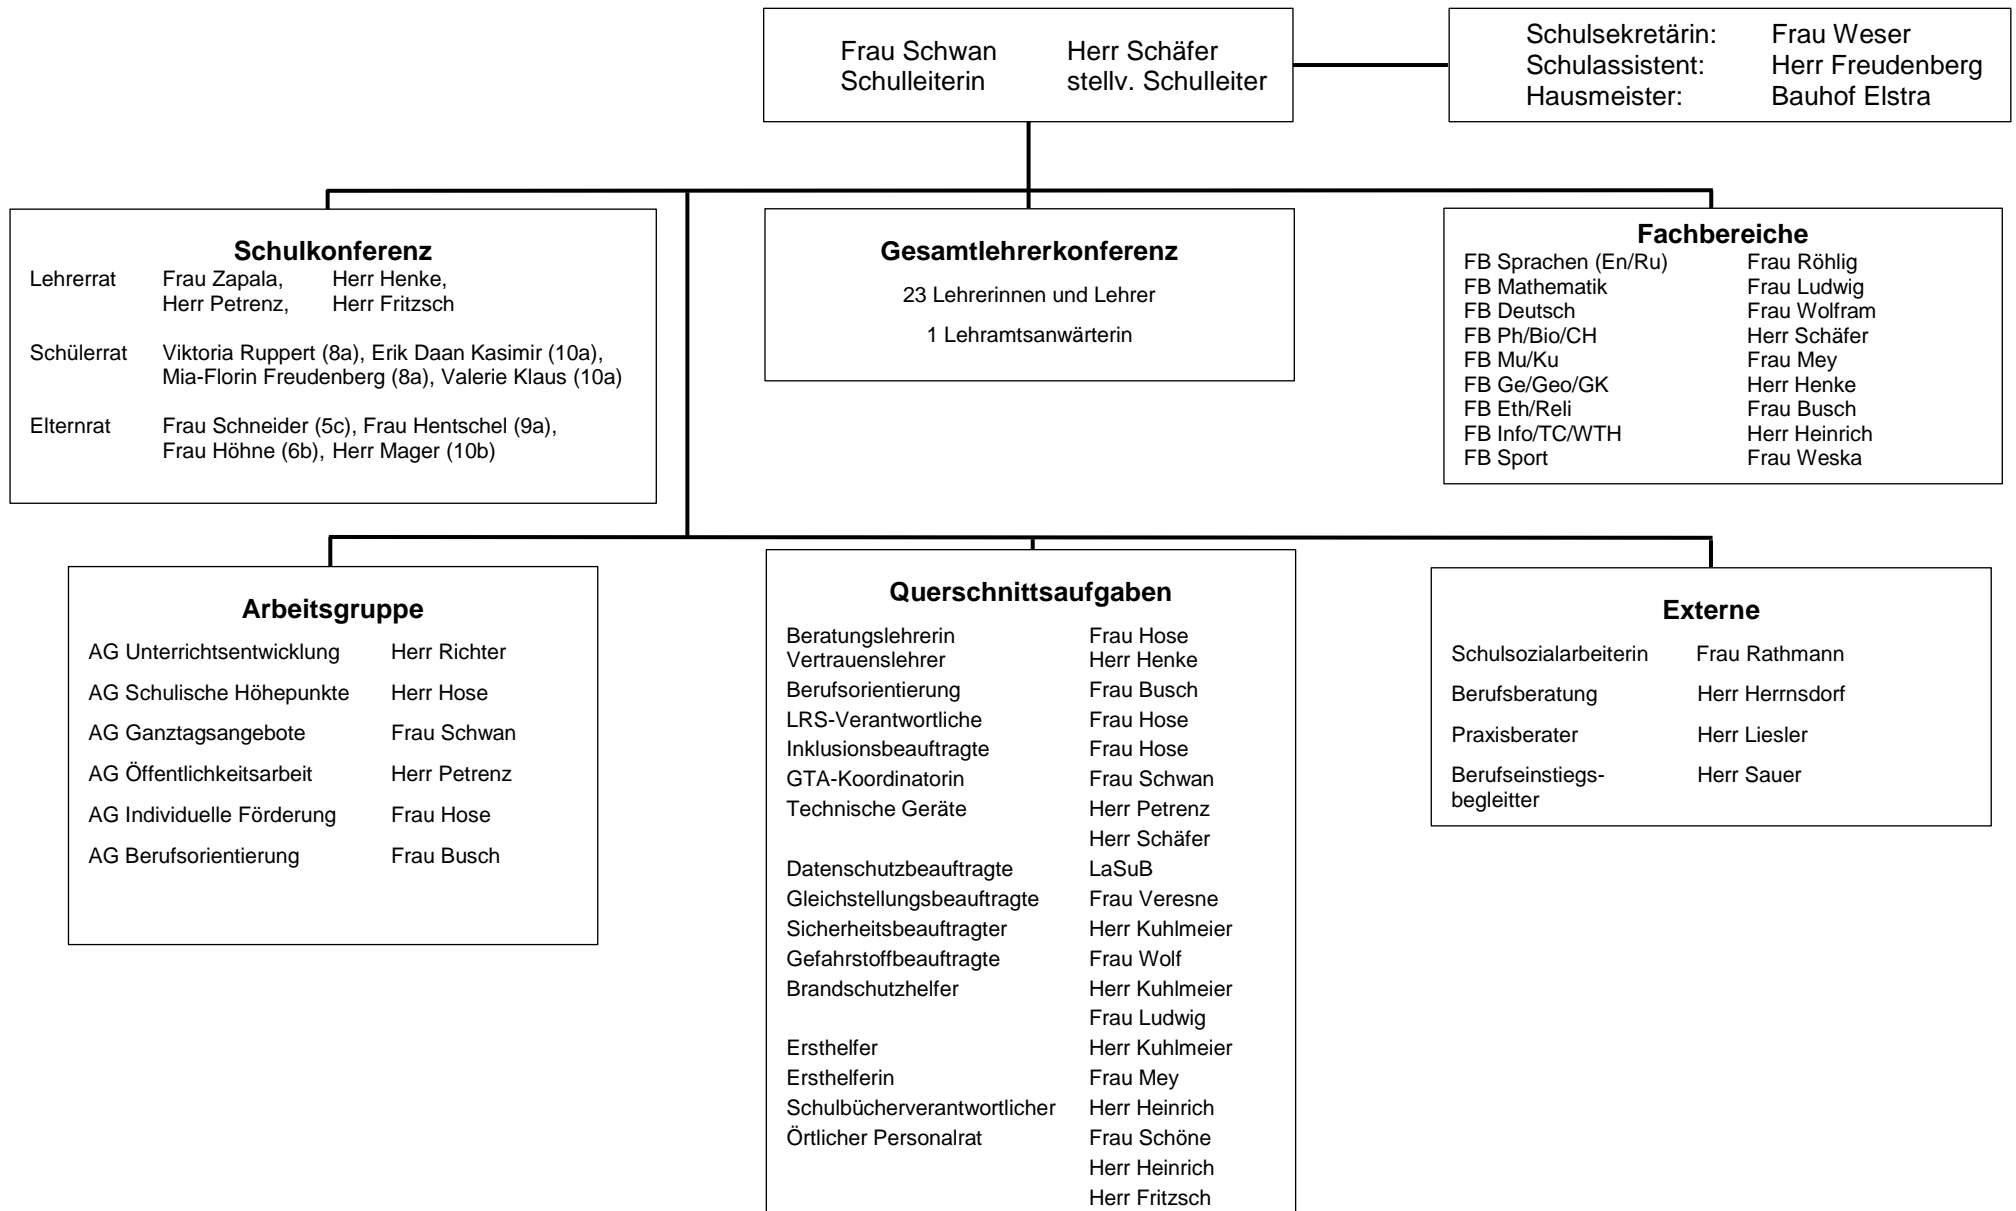 Frau Schwan Herr Schäfer
Schulleiterin stellv. Schulleiter
Schulsekretärin: Frau Weser
Schulassistent: Herr Freudenberg
Hausmeister: Bauhof Elstra
Schulkonferenz
Lehrerrat Frau Zapala, Herr Henke,
Herr Petrenz, Herr Fritzsch
Schülerrat Viktoria Ruppert (8a), Erik Daan Kasimir (10a),
Mia-Florin Freudenberg (8a), Valerie Klaus (10a)
Elternrat Frau Schneider (5c), Frau Hentschel (9a),
Frau Höhne (6b), Herr Mager (10b)
Gesamtlehrerkonferenz
23 Lehrerinnen und Lehrer
1 Lehramtsanwärterin
Fachbereiche
FB Sprachen (En/Ru) Frau Röhlig
FB Mathematik Frau Ludwig
FB Deutsch Frau Wolfram
FB Ph/Bio/CH Herr Schäfer
FB Mu/Ku Frau Mey
FB Ge/Geo/GK Herr Henke
FB Eth/Reli Frau Busch
FB Info/TC/WTH Herr Heinrich
FB Sport Frau Weska
Arbeitsgruppe
AG Unterrichtsentwicklung Herr Richter
AG Schulische Höhepunkte Herr Hose
AG Ganztagsangebote Frau Schwan
AG Öffentlichkeitsarbeit Herr Petrenz
AG Individuelle Förderung Frau Hose
AG Berufsorientierung Frau Busch
Querschnittsaufgaben
Beratungslehrerin Frau Hose
Vertrauenslehrer Herr Henke
Berufsorientierung Frau Busch
LRS-Verantwortliche Frau Hose
Inklusionsbeauftragte Frau Hose
GTA-Koordinatorin Frau Schwan
Technische Geräte Herr Petrenz
Herr Schäfer
Datenschutzbeauftragte LaSuB
Gleichstellungsbeauftragte Frau Veresne
Sicherheitsbeauftragter Herr Kuhlmeier
Gefahrstoffbeauftragte Frau Wolf
Brandschutzhelfer Herr Kuhlmeier
Frau Ludwig
Ersthelfer Herr Kuhlmeier
Ersthelferin Frau Mey
Schulbücherverantwortlicher Herr Heinrich
Örtlicher Personalrat Frau Schöne
Herr Heinrich
Herr Fritzsch
Externe
Schulsozialarbeiterin Frau Rathmann
Berufsberatung Herr Herrnsdorf
Praxisberater Herr Liesler
Berufseinstiegs- Herr Sauer
begleitter